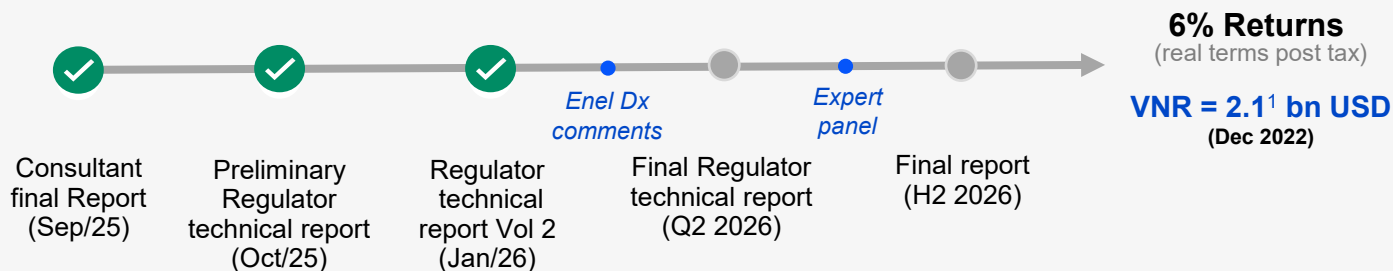 Consultant
final Report
(Sep/25)
Preliminary
Regulator
technical report
(Oct/25)
Regulator
technical
report Vol 2
(Jan/26)
Enel Dx
comments
Final Regulator
technical report
(Q2 2026)
Expert
panel
Final report
(H2 2026)
6% Returns
(real terms post tax)
VNR = 2.1¹ bn USD
(Dec 2022)